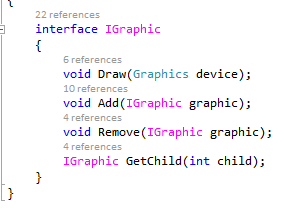 {
22 references
interface IGraphic
{
6 references
void Draw(Graphics device);
10 references
void Add(IGraphic graphic);
4 references
void Remove(IGraphic graphic);
4 references
IGraphic GetChild(int child);
}
}